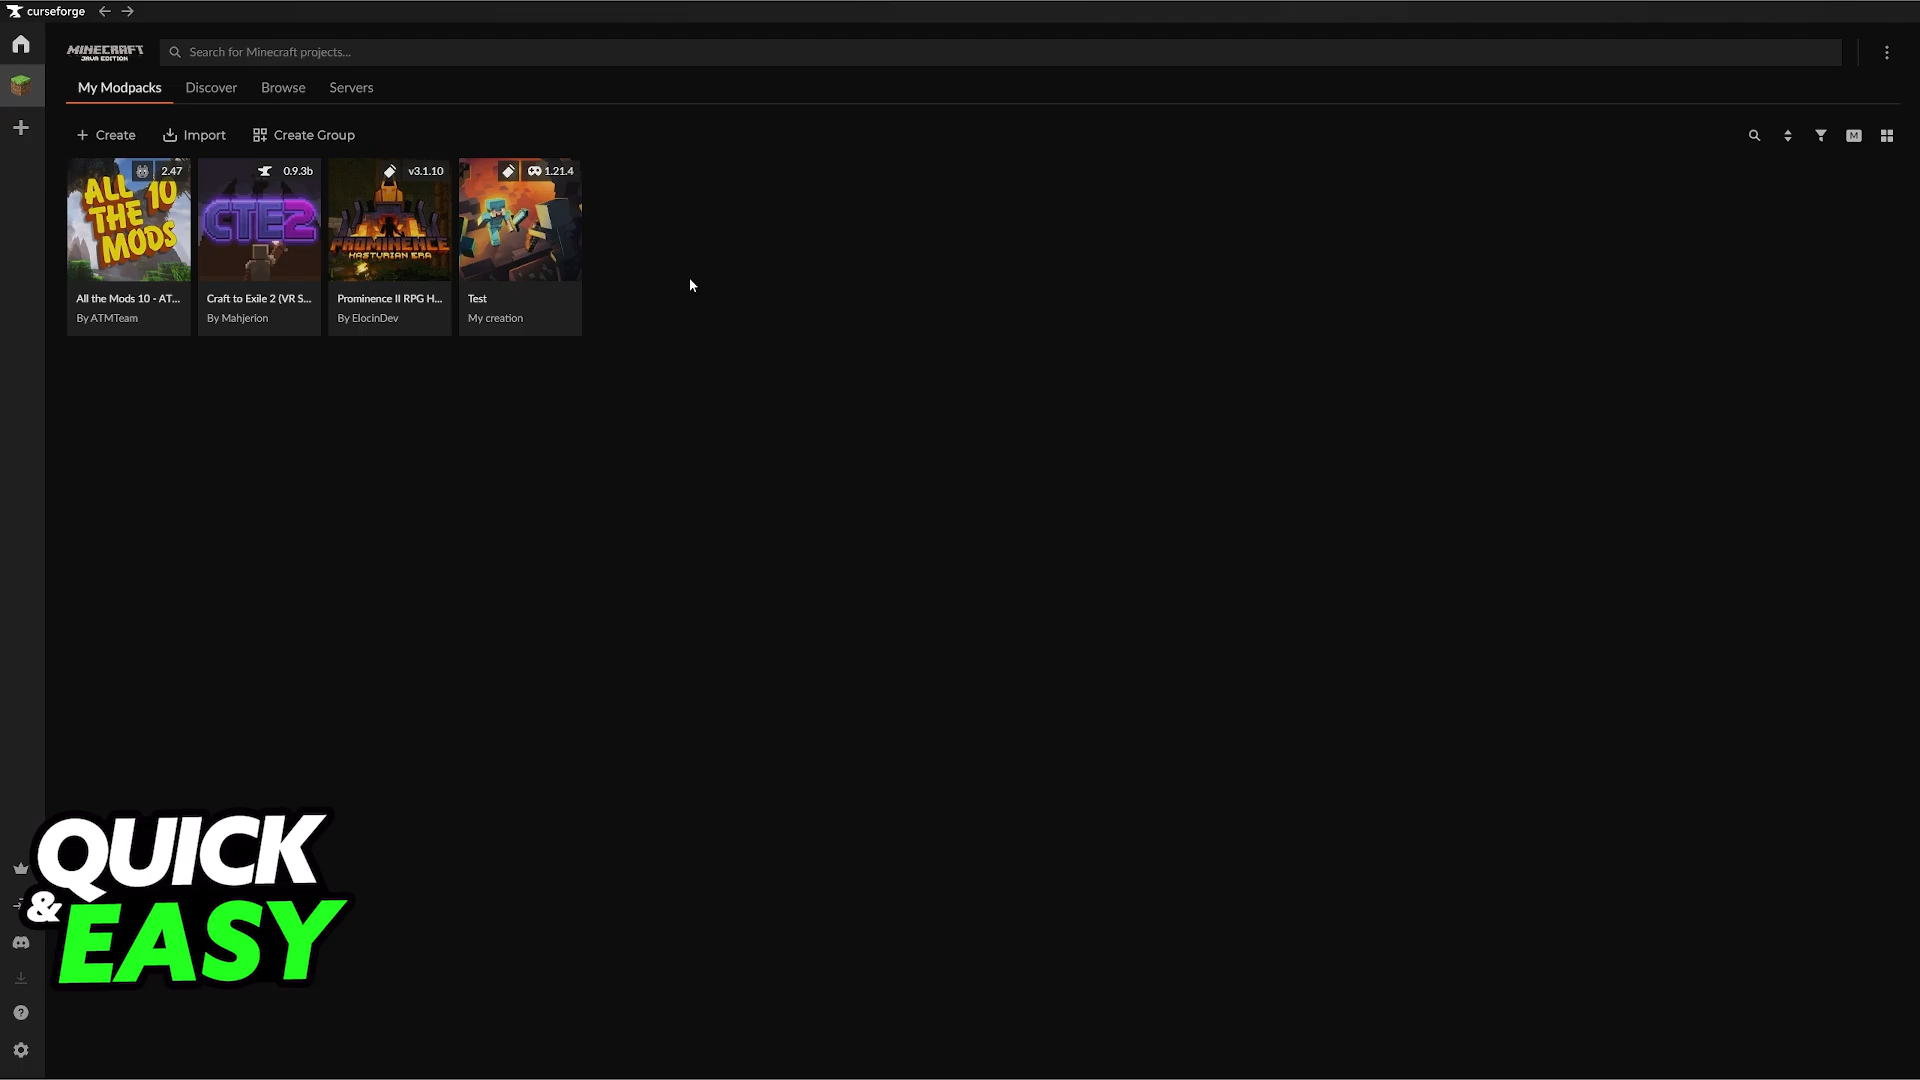 curseforge
MINECRAFT
JAVA EDITION
Search for Minecraft projects...
My Modpacks
Discover
Browse
Servers
Create
Import
Create Group
M
2.47
ALL
THE 10
MODS
All the Mods 10 - AT...
By ATMTeam
0.9.3b
CTE2
Craft to Exile 2 (VR S...
By Mahjerion
v3.1.10
PROMINENCE
HASTURIAN ERA
Prominence II RPG H...
By ElocinDev
1.21.4
Test
My creation
QUICK
& EASY